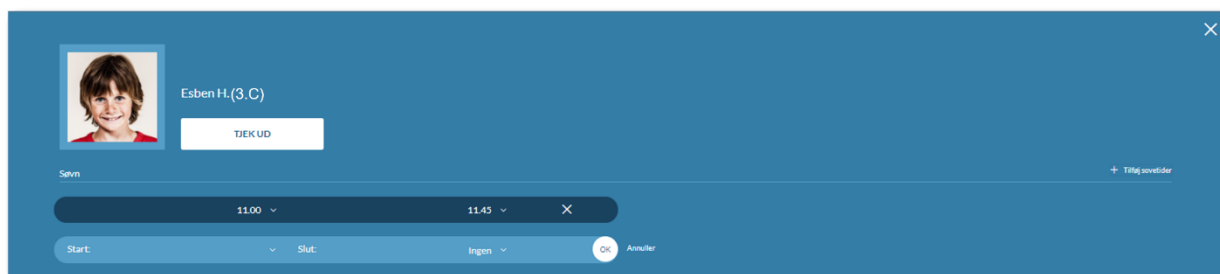 Esben H.(3.C)
TJEK UD
Søvn
+ Tilføj sovetider
11.00 11.45
Start: Slut: Ingen OK Annuller